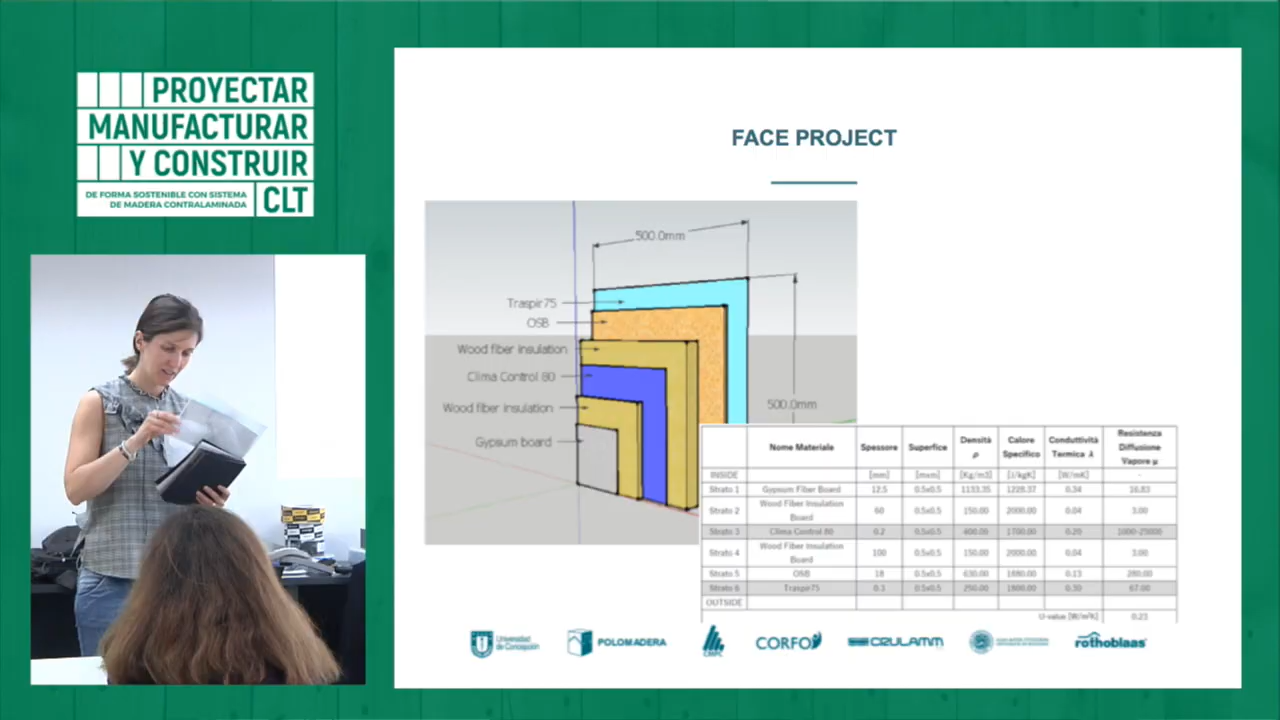 PROYECTAR
MANUFACTURAR
Y CONSTRUIR
DE FORMA SOSTENIBLE CON SISTEMA
DE MADERA CONTRALAMINADA
CLT
FACE PROJECT
500.0mm
Traspir75
OSB
Wood fiber insulation
Clima Control 80
Wood fiber insulation
Gypsum board
500.0mm
Nome Materiale Spessore Superfice Densità ρ Calore Specifico Conduttività Termica λ Resistenza Diffusione Vapore μ
INSIDE [mm] [mxm] [Kg/m3] [J/kgK] [W/mK] -
Strato 1 Gypsum Fiber Board 12.5 0.5x0.5 1133.35 1228.37 0.34 16.83
Strato 2 Wood Fiber Insulation Board 60 0.5x0.5 150.00 2000.00 0.04 3.00
Strato 3 Clima Control 80 0.2 0.5x0.5 400.00 1700.00 0.20 1000-25000
Strato 4 Wood Fiber Insulation Board 100 0.5x0.5 150.00 2000.00 0.04 3.00
Strato 5 OSB 18 0.5x0.5 630.00 1880.00 0.13 280.00
Strato 6 Traspir75 0.3 0.5x0.5 250.00 1800.00 0.30 67.00
OUTSIDE
U-value [W/m²K] 0.23
Universidad de Concepción
POLOMADERA
CMPC
CORFO
CRULAMM
rothoblaas